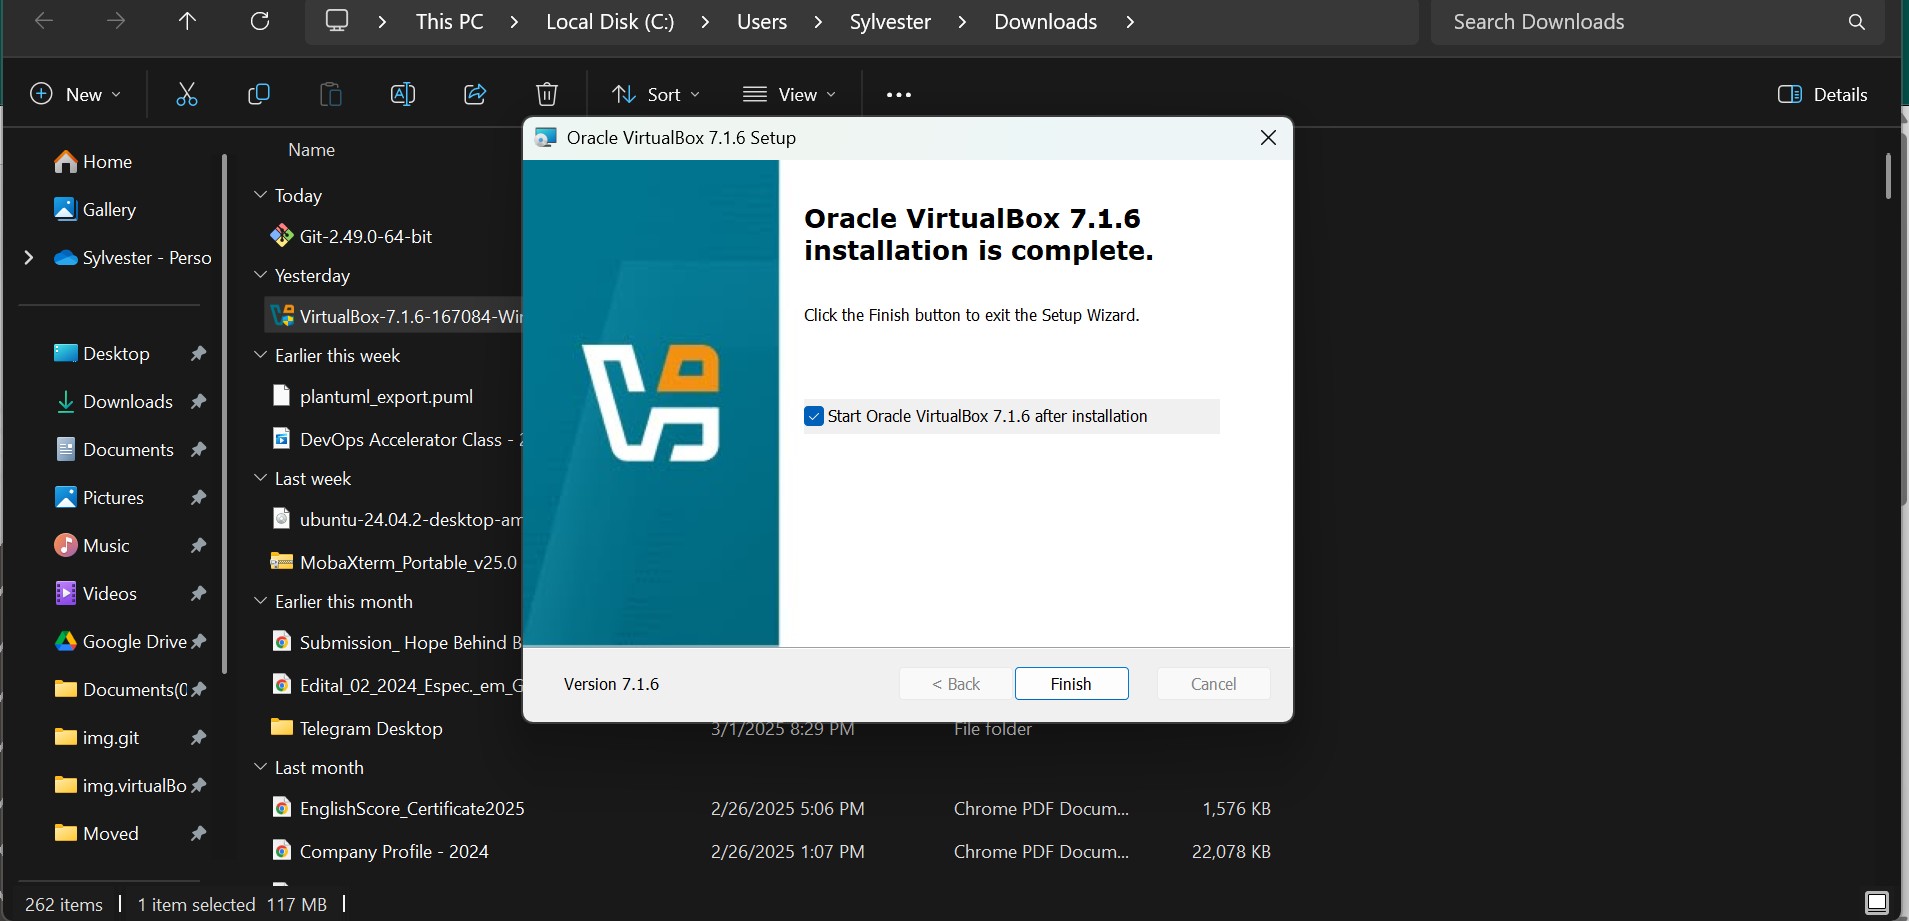 This PC
Local Disk (C:)
Users
Sylvester
Downloads
Search Downloads
New
Sort
View
Details
Home
Gallery
Sylvester - Perso
Desktop
Downloads
Documents
Pictures
Music
Videos
Google Drive
Documents(
img.git
img.virtualBo
Moved
Name
Today
Git-2.49.0-64-bit
Yesterday
VirtualBox-7.1.6-167084-Wi
Earlier this week
plantuml_export.puml
DevOps Accelerator Class - 2
Last week
ubuntu-24.04.2-desktop-am
MobaXterm_Portable_v25.0
Earlier this month
Submission_ Hope Behind B
Edital_02_2024_Espec._em_G
Telegram Desktop
3/1/2025 8:29 PM
File folder
Last month
EnglishScore_Certificate2025
2/26/2025 5:06 PM
Chrome PDF Docum...
1,576 KB
Company Profile - 2024
2/26/2025 1:07 PM
Chrome PDF Docum...
22,078 KB
Oracle VirtualBox 7.1.6 Setup
Oracle VirtualBox 7.1.6
installation is complete.
Click the Finish button to exit the Setup Wizard.
Start Oracle VirtualBox 7.1.6 after installation
Version 7.1.6
< Back
Finish
Cancel
262 items
1 item selected 117 MB